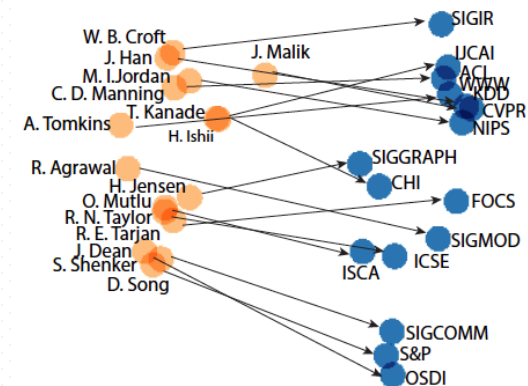 W. B. Croft
J. Han
M. I.Jordan
C. D. Manning
J. Malik
T. Kanade
A. Tomkins
H. Ishii
R. Agrawal
H. Jensen
O. Mutlu
R. N. Taylor
R. E. Tarjan
J. Dean
S. Shenker
D. Song
SIGIR
IJCAI
ACL
WWW
KDD
CVPR
NIPS
SIGGRAPH
CHI
FOCS
SIGMOD
ISCA
ICSE
SIGCOMM
S&P
OSDI